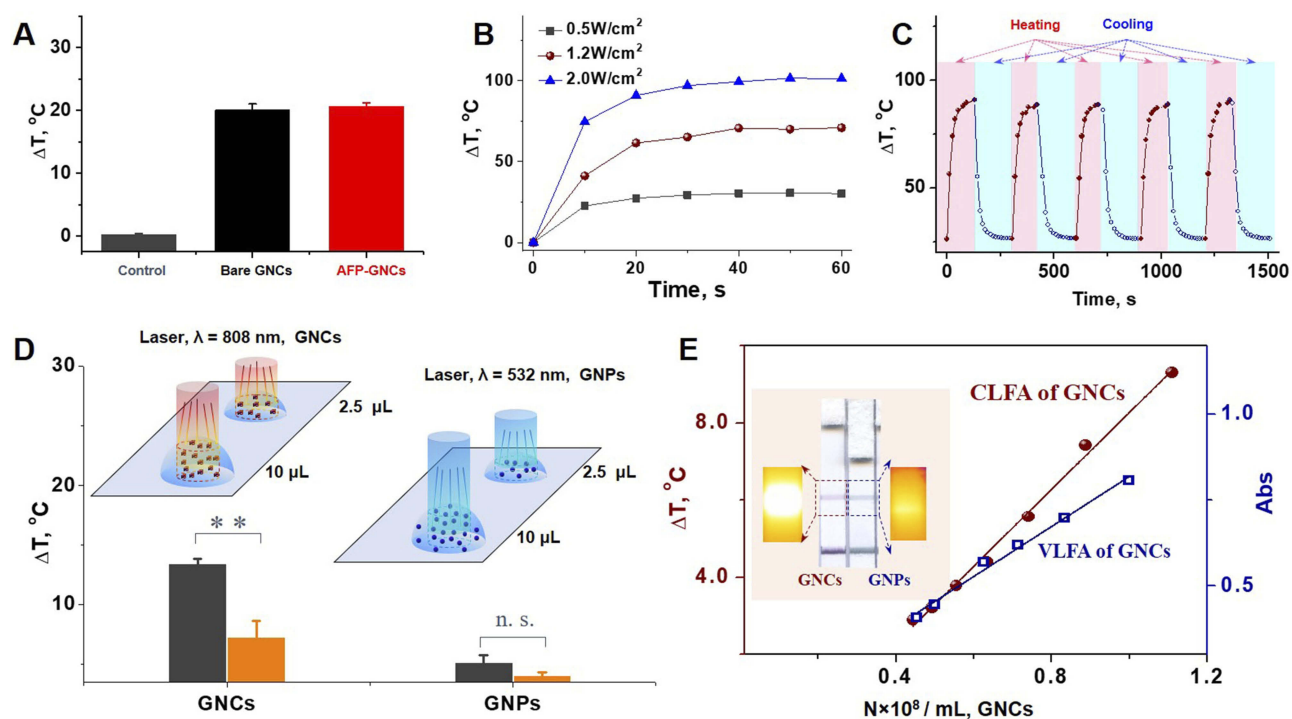 A
ΔT, °C
30
20
10
0
Control
Bare GNCs
AFP-GNCs
B
0.5W/cm²
1.2W/cm²
2.0W/cm²
ΔT, °C
100
75
50
25
0
0
20
40
60
Time, s
C
Heating
Cooling
ΔT, °C
100
50
0
500
1000
1500
Time, s
D
Laser, λ = 808 nm, GNCs
2.5 μL
10 μL
Laser, λ = 532 nm, GNPs
2.5 μL
10 μL
ΔT, °C
30
25
20
15
10
**
n. s.
GNCs
GNPs
E
CLFA of GNCs
VLFA of GNCs
GNCs
GNPs
ΔT, °C
8.0
4.0
Abs
1.0
0.5
0.4
0.8
1.2
N×10⁸ / mL, GNCs